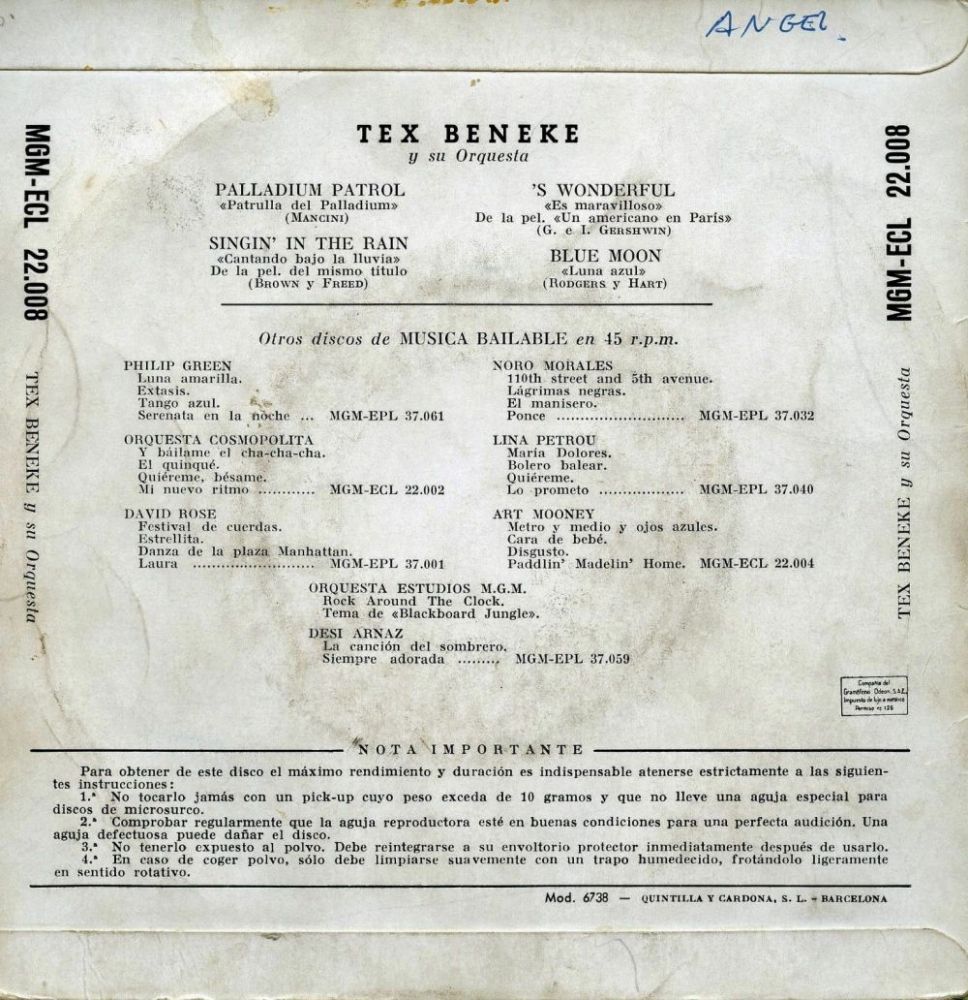 ANGEL
MGM-ECL 22.008
TEX BENEKE y su Orquesta
TEX BENEKE
y su Orquesta
PALLADIUM PATROL
«Patrulla del Palladium»
(MANCINI)
SINGIN' IN THE RAIN
«Cantando bajo la lluvia»
De la pel. del mismo título
(BROWN y FREED)
'S WONDERFUL
«Es maravilloso»
De la pel. «Un americano en París»
(G. e I. GERSHWIN)
BLUE MOON
«Luna azul»
(RODGERS y HART)
Otros discos de MUSICA BAILABLE en 45 r.p.m.
PHILIP GREEN
Luna amarilla.
Extasis.
Tango azul.
Serenata en la noche ... MGM-EPL 37.061
ORQUESTA COSMOPOLITA
Y báilame el cha-cha-cha.
El quinqué.
Quiéreme, bésame.
Mi nuevo ritmo ............ MGM-ECL 22.002
DAVID ROSE
Festival de cuerdas.
Estrellita.
Danza de la plaza Manhattan.
Laura ......................... MGM-EPL 37.001
NORO MORALES
110th street and 5th avenue.
Lágrimas negras.
El manisero.
Ponce .......................... MGM-EPL 37.032
LINA PETROU
María Dolores.
Bolero balear.
Quiéreme.
Lo prometo .................. MGM-EPL 37.040
ART MOONEY
Metro y medio y ojos azules.
Cara de bebé.
Disgusto.
Paddlin' Madelin' Home. MGM-ECL 22.004
ORQUESTA ESTUDIOS M.G.M.
Rock Around The Clock.
Tema de «Blackboard Jungle».
DESI ARNAZ
La canción del sombrero.
Siempre adorada ......... MGM-EPL 37.059
MGM-ECL 22.008
TEX BENEKE y su Orquesta
Compañía del
Gramófono Odeon S.A.E.
Impuesto de lujo a metálico
Permiso nº 126
NOTA IMPORTANTE
Para obtener de este disco el máximo rendimiento y duración es indispensable atenerse estrictamente a las siguien-
tes instrucciones:
1.ª No tocarlo jamás con un pick-up cuyo peso exceda de 10 gramos y que no lleve una aguja especial para
discos de microsurco.
2.ª Comprobar regularmente que la aguja reproductora esté en buenas condiciones para una perfecta audición. Una
aguja defectuosa puede dañar el disco.
3.ª No tenerlo expuesto al polvo. Debe reintegrarse a su envoltorio protector inmediatamente después de usarlo.
4.ª En caso de coger polvo, sólo debe limpiarse suavemente con un trapo humedecido, frotándolo ligeramente
en sentido rotativo.
Mod. 6738 — QUINTILLA Y CARDONA, S. L. - BARCELONA